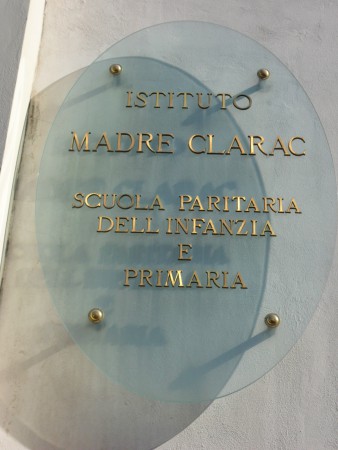 ISTITUTO
MADRE CLARAC
SCUOLA PARITARIA
DELL INFANZIA
E
PRIMARIA